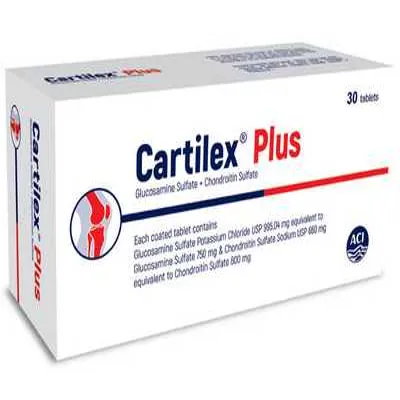 Cartilex® Plus
30 tablets
Cartilex® Plus
Glucosamine Sulfate • Chondroitin Sulfate
Each coated tablet contains
Glucosamine Sulfate Potassium Chloride USP 995.04 mg equivalent to
Glucosamine Sulfate 750 mg & Chondroitin Sulfate Sodium USP 660 mg
equivalent to Chondroitin Sulfate 600 mg
ACI
Cartilex® Plus